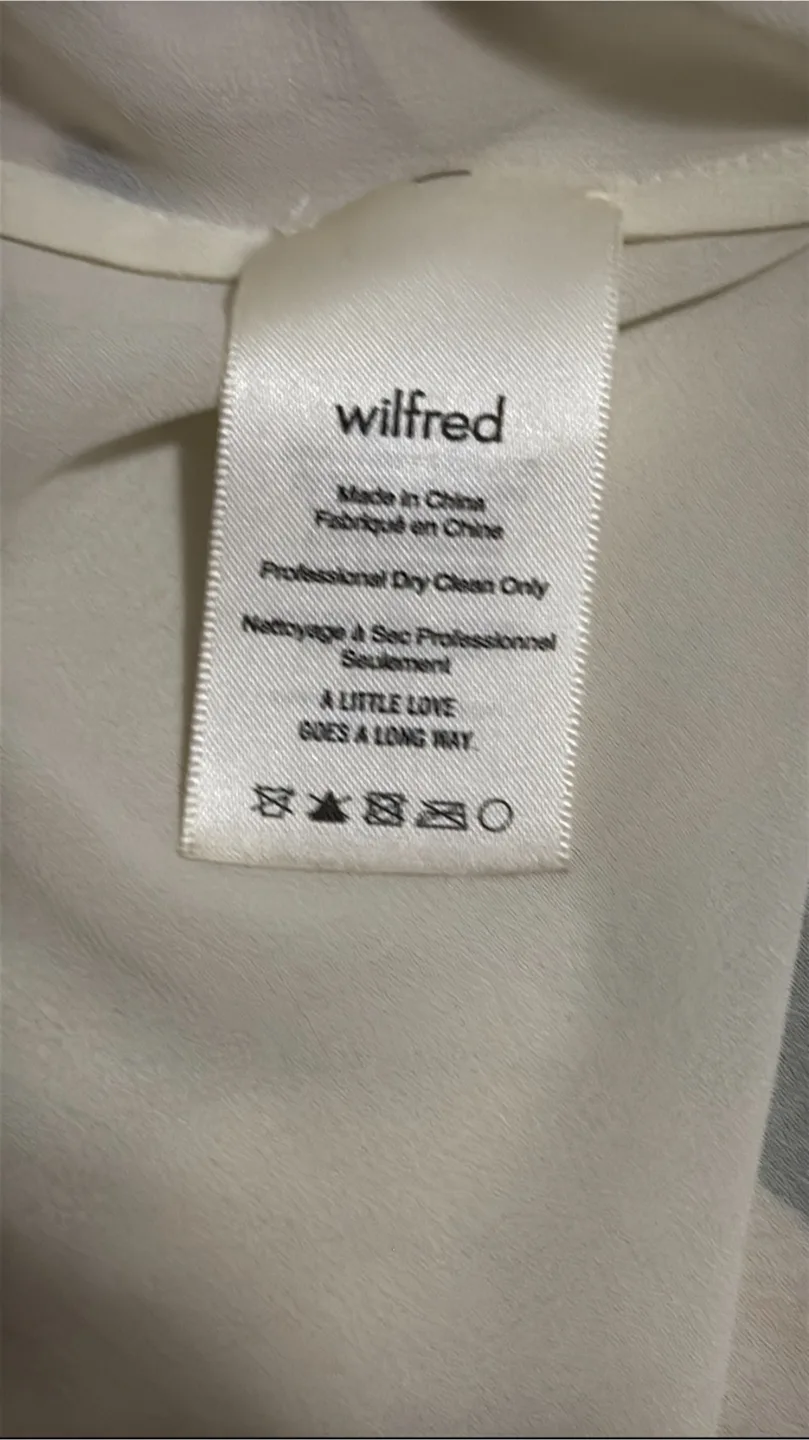 wilfred
Made in China
Fabriqué en Chine
Professional Dry Clean Only
Nettoyage à Sec Professionnel
Seulement
A LITTLE LOVE
GOES A LONG WAY.